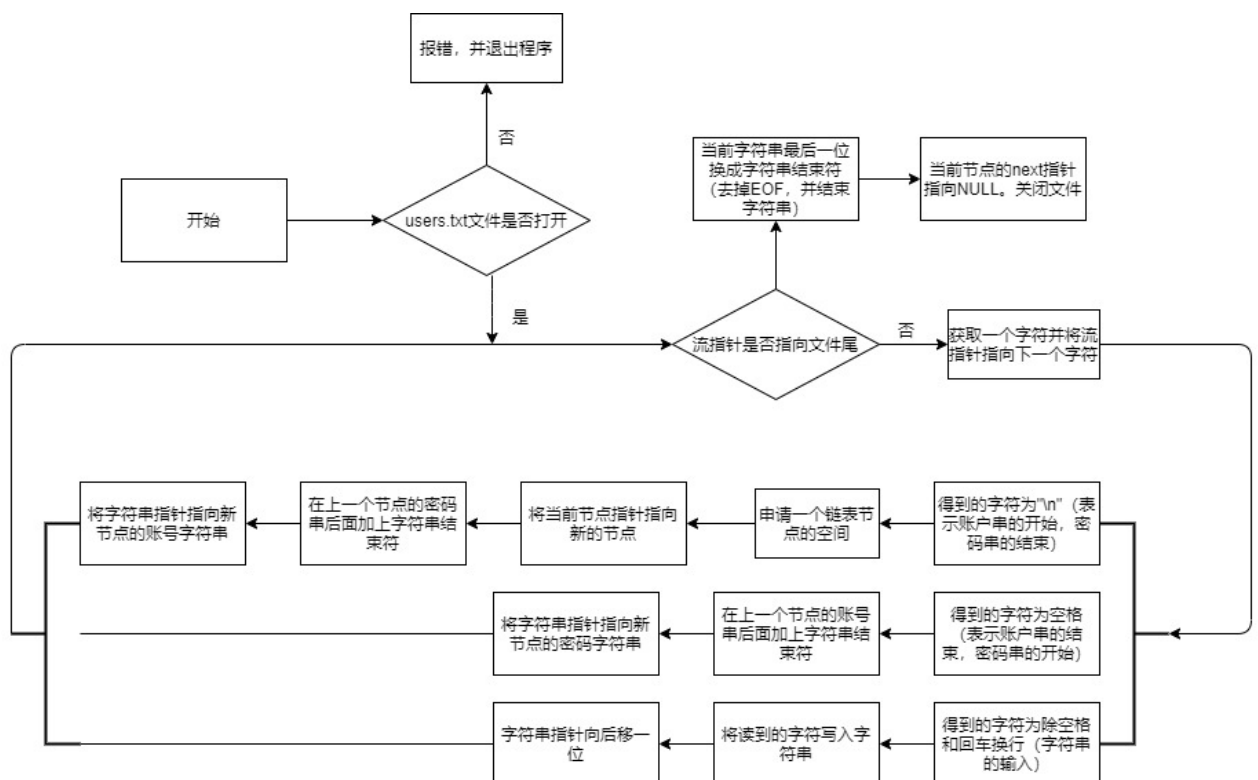 报错，并退出程序
否
当前字符串最后一位
换成字符串结束符
（去掉EOF，并结束
字符串）
当前节点的next指针
指向NULL。关闭文件
开始
users.txt文件是否打开
是
流指针是否指向文件尾
否
获取一个字符并将流
指针指向下一个字符
将字符串指针指向新
节点的账号字符串
在上一个节点的密码
串后面加上字符串结
束符
将当前节点指针指向
新的节点
申请一个链表节
点的空间
得到的字符为"\n"（表
示账户串的开始，密
码串的结束）
将字符串指针指向新
节点的密码字符串
在上一个节点的账号
串后面加上字符串结
束符
得到的字符为空格
（表示账户串的结
束，密码串的开始）
字符串指针向后移一
位
将读到的字符写入字
符串
得到的字符为除空格
和回车换行（字符串
的输入）